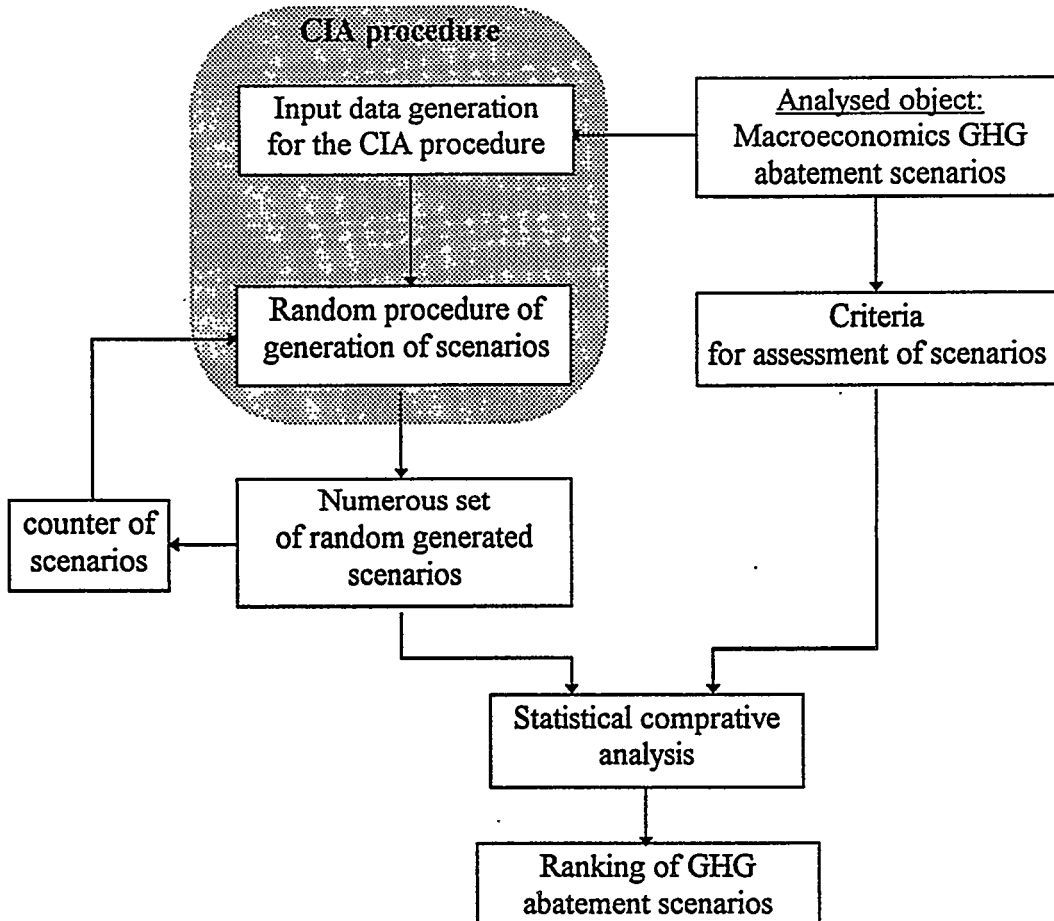 CIA procedure
Input data generation
for the CIA procedure
Analysed object:
Macroeconomics GHG
abatement scenarios
Random procedure of
generation of scenarios
Criteria
for assessment of scenarios
counter of
scenarios
Numerous set
of random generated
scenarios
Statistical comprative
analysis
Ranking of GHG
abatement scenarios